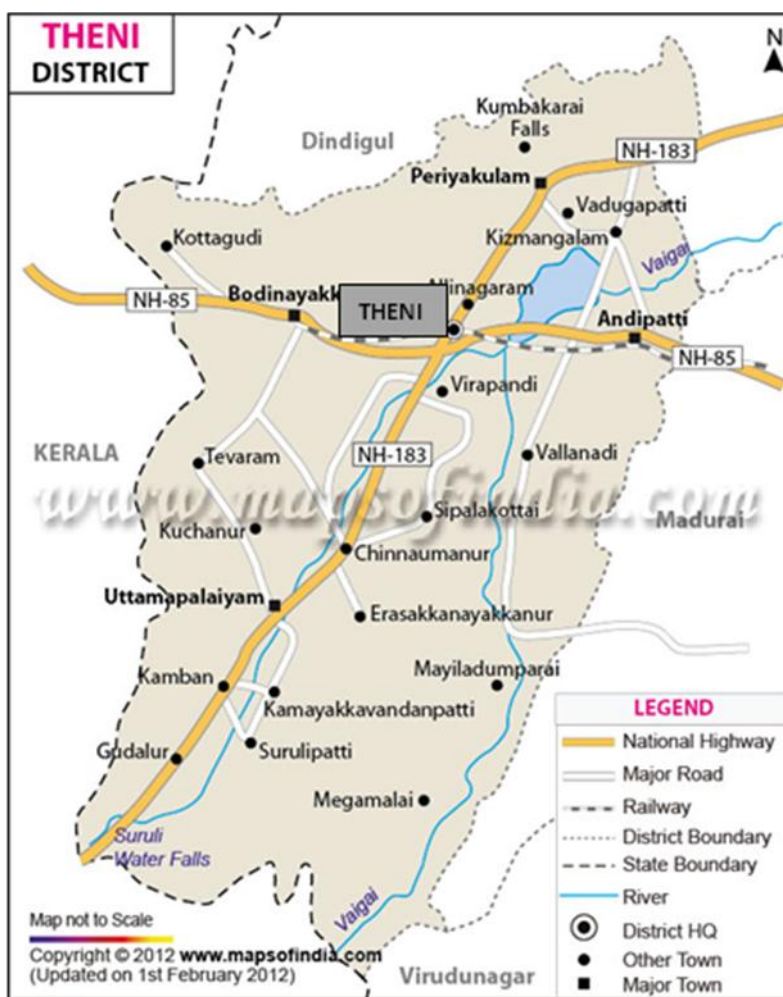 THENI
DISTRICT
N
Kumbakarai
Falls
Dindigul
NH-183
Periyakulam
Vadugapatti
Kottagudi
Kizmangalam
Vaigai
NH-85
THENI
Andipatti
NH-85
Virapandi
KERALA
Tevaram
NH-183
Vallanadi
www.mapsofindia.com
Sipalakottai
Madurai
Kuchanur
Chinnaumanur
Uttamapalaiyam
Erasakkanayakkanur
Kamban
Mayiladumparai
Kamayakkavandanpatti
Gudalur
Surulipatti
Megamalai
Suruli
Water Falls
Vaigai
Virudunagar
LEGEND
National Highway
Major Road
Railway
District Boundary
State Boundary
River
District HQ
Other Town
Major Town
Map not to Scale
Copyright © 2012 www.mapsofindia.com
(Updated on 1st February 2012)